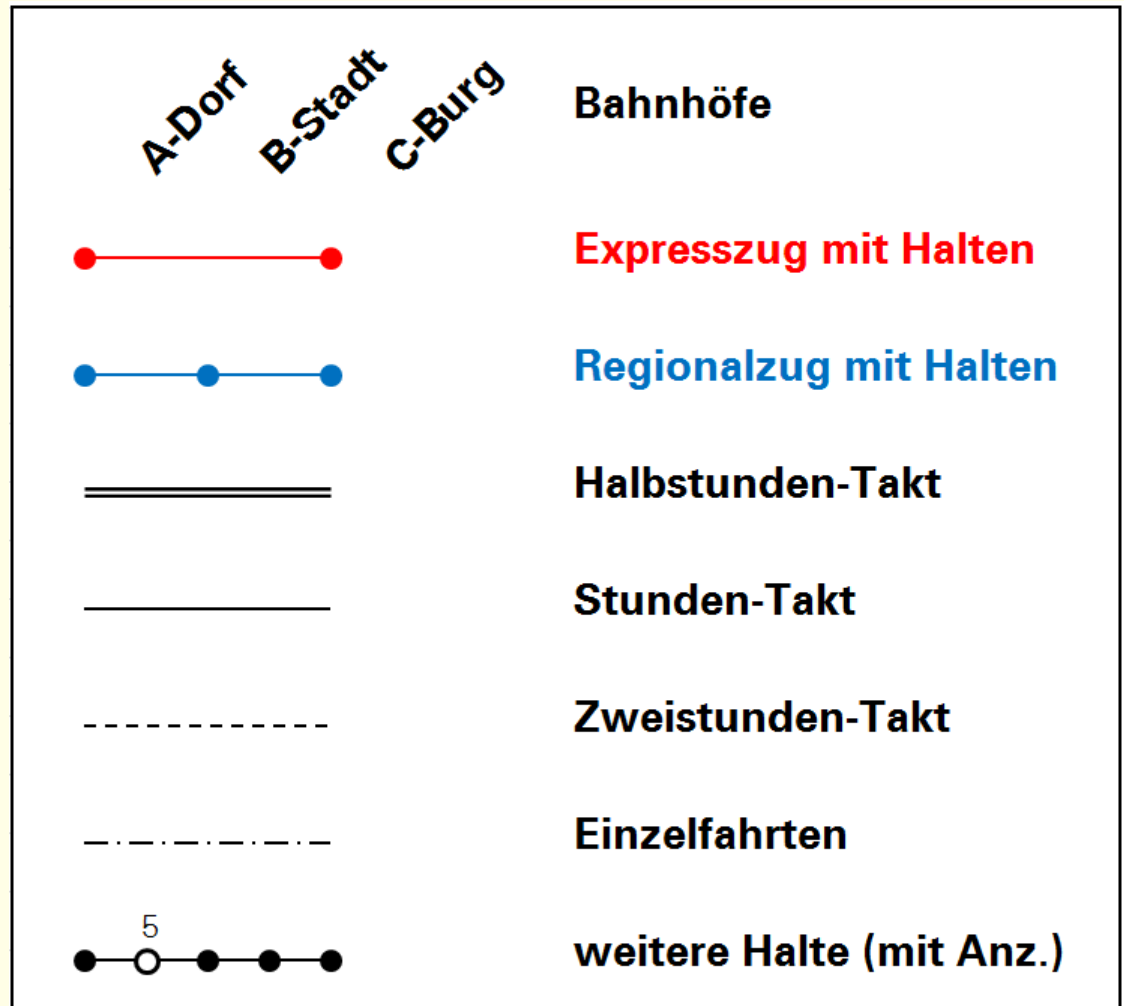 A-Dorf B-Stadt C-Burg Bahnhöfe
Expresszug mit Halten
Regionalzug mit Halten
Halbstunden-Takt
Stunden-Takt
Zweistunden-Takt
Einzelfahrten
5 weitere Halte (mit Anz.)